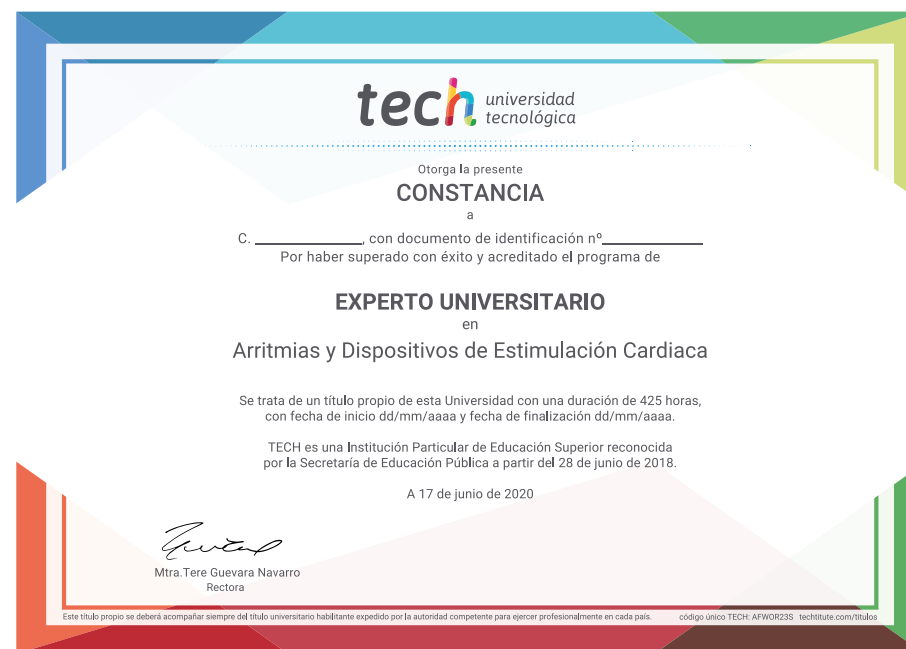 tech universidad
tecnológica
Otorga la presente
CONSTANCIA
a
C. ______________, con documento de identificación nº_____________
Por haber superado con éxito y acreditado el programa de
EXPERTO UNIVERSITARIO
en
Arritmias y Dispositivos de Estimulación Cardiaca
Se trata de un título propio de esta Universidad con una duración de 425 horas,
con fecha de inicio dd/mm/aaaa y fecha de finalización dd/mm/aaaa.
TECH es una Institución Particular de Educación Superior reconocida
por la Secretaría de Educación Pública a partir del 28 de junio de 2018.
A 17 de junio de 2020
Mtra.Tere Guevara Navarro
Rectora
Este título propio se deberá acompañar siempre del título universitario habilitante expedido por la autoridad competente para ejercer profesionalmente en cada país. código único TECH: AFWOR23S techtitute.com/titulos